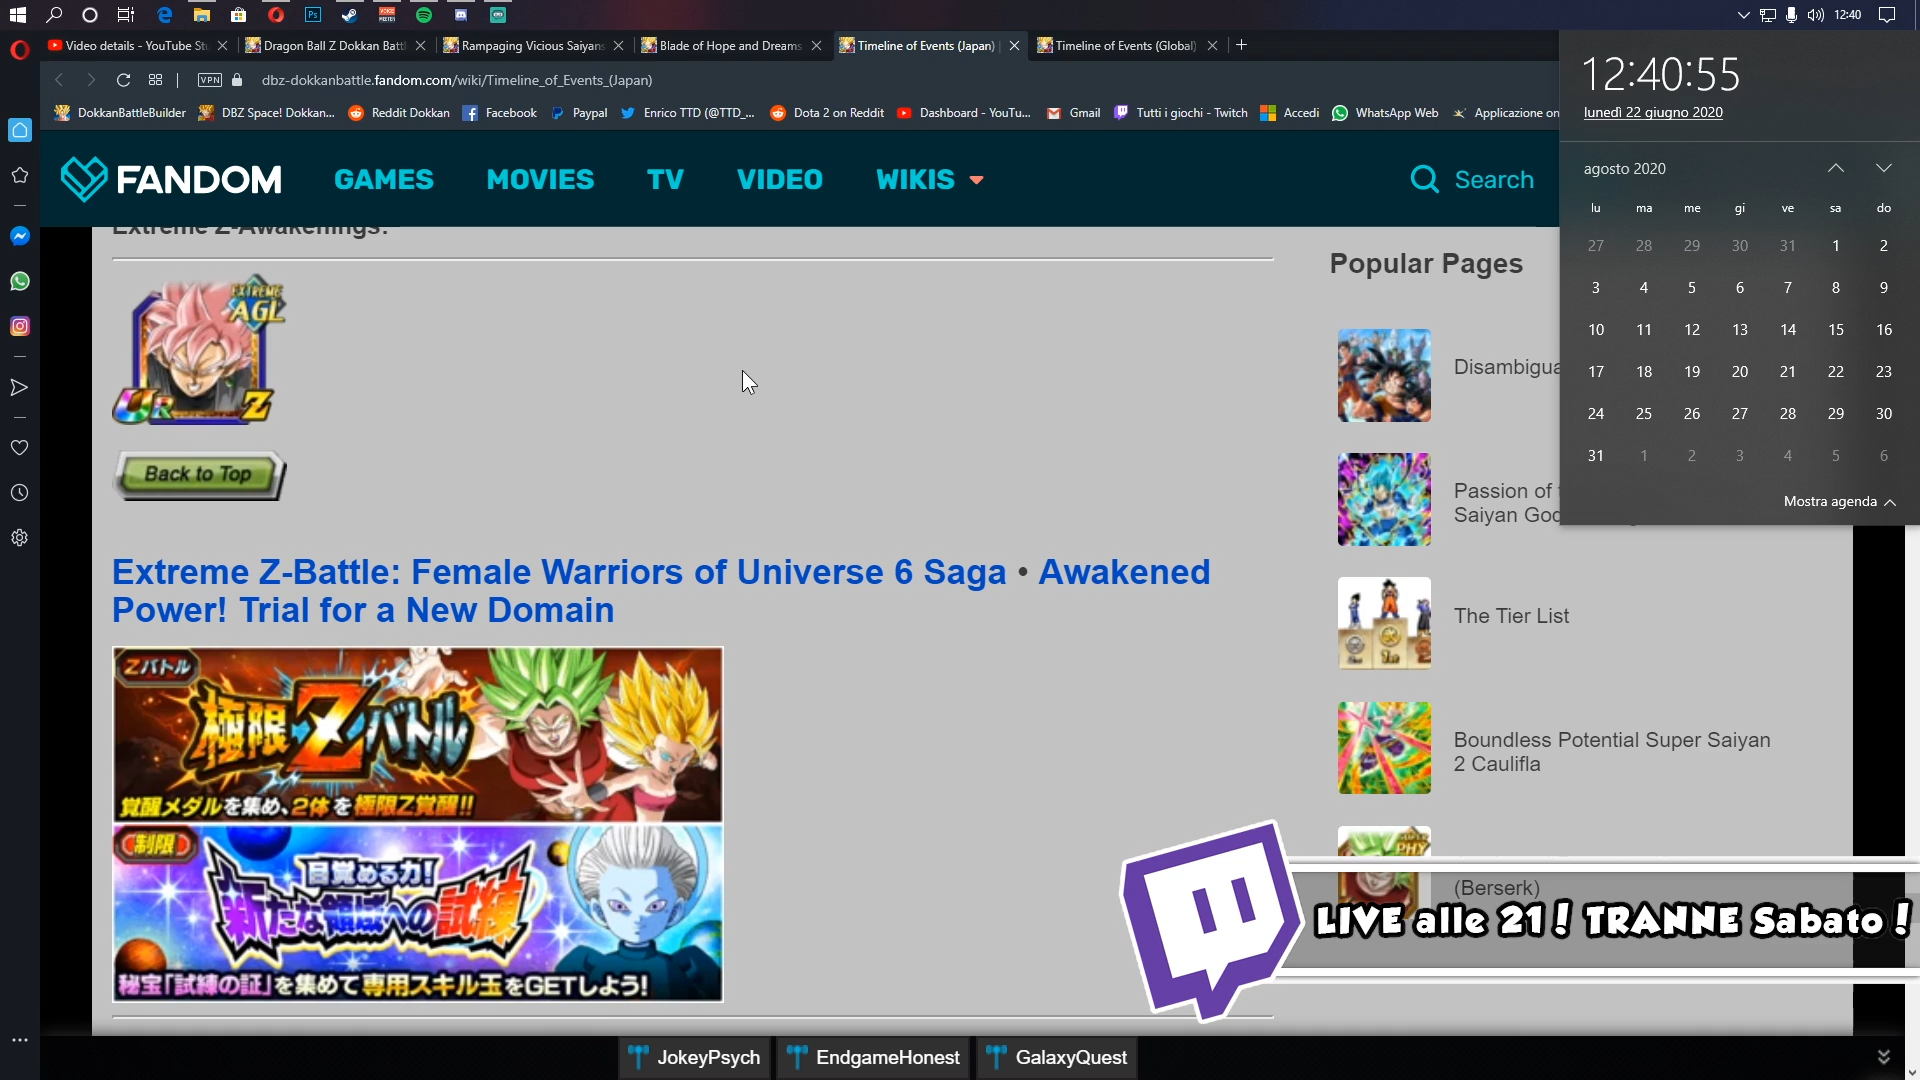 12:40
Video details - YouTube St
Dragon Ball Z Dokkan Batt
Rampaging Vicious Saiyans
Blade of Hope and Dreams
Timeline of Events (Japan)
Timeline of Events (Global)
VPN
dbz-dokkanbattle.fandom.com/wiki/Timeline_of_Events_(Japan)
DokkanBattleBuilder
DBZ Space! Dokkan...
Reddit Dokkan
Facebook
Paypal
Enrico TTD (@TTD_...
Dota 2 on Reddit
Dashboard - YouTu...
Gmail
Tutti i giochi - Twitch
Accedi
WhatsApp Web
Applicazione on
12:40:55
lunedì 22 giugno 2020
agosto 2020
lu ma me gi ve sa do
27 28 29 30 31 1 2
3 4 5 6 7 8 9
10 11 12 13 14 15 16
17 18 19 20 21 22 23
24 25 26 27 28 29 30
31 1 2 3 4 5 6
Mostra agenda
FANDOM
GAMES
MOVIES
TV
VIDEO
WIKIS
Search
Extreme Z-Awakenings:
EXTREME
AGL
UR
Z
Back to Top
Extreme Z-Battle: Female Warriors of Universe 6 Saga • Awakened
Power! Trial for a New Domain
Zバトル
極限Zバトル
覚醒メダルを集め、2体を極限Z覚醒!!
制限
目覚める力!
新たな領域への試練
秘宝「試練の証」を集めて専用スキル玉をGETしよう!
Popular Pages
Disambigua
Passion of
Saiyan God
The Tier List
Boundless Potential Super Saiyan
2 Caulifla
SUPER
PHY
(Berserk)
LIVE alle 21! TRANNE Sabato!
JokeyPsych
EndgameHonest
GalaxyQuest